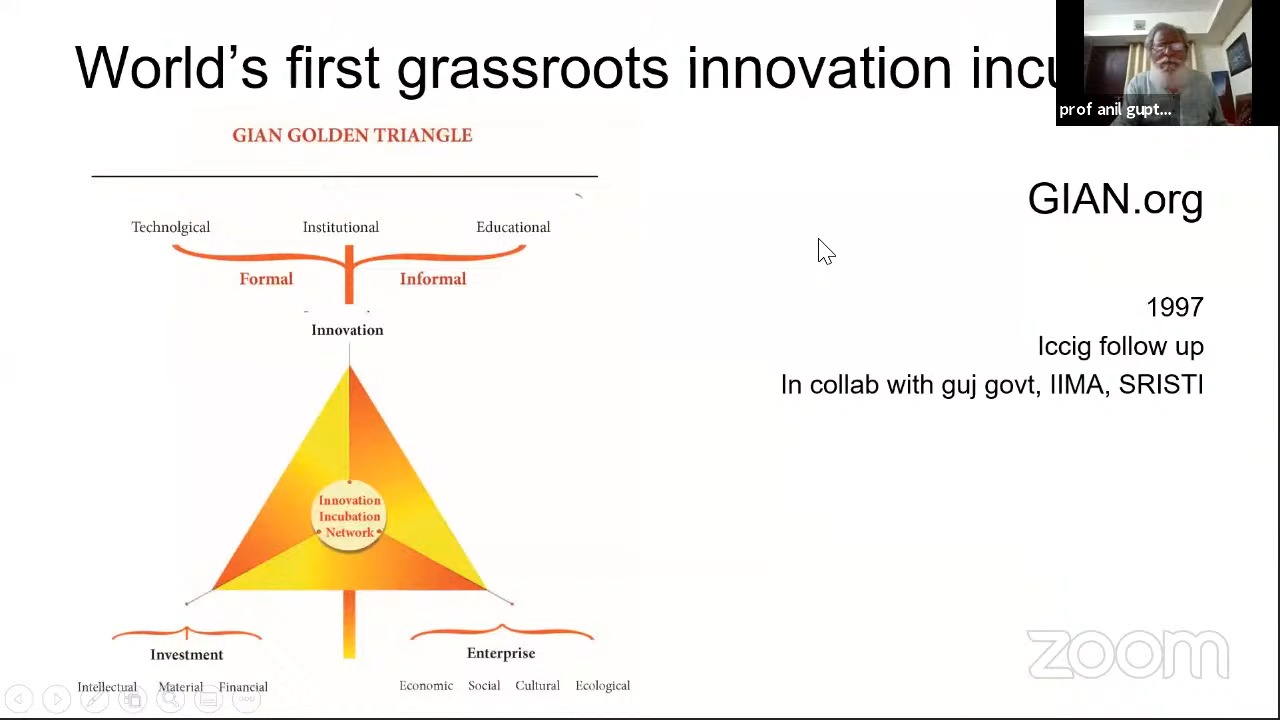 World's first grassroots innovation incu
prof anil gupt...
GIAN GOLDEN TRIANGLE
GIAN.org
Technolgical Institutional Educational
Formal Informal
1997
Iccig follow up
In collab with guj govt, IIMA, SRISTI
Innovation
Innovation
Incubation
Network
Investment
Intellectual Material Financial
Enterprise
Economic Social Cultural Ecological
zoom